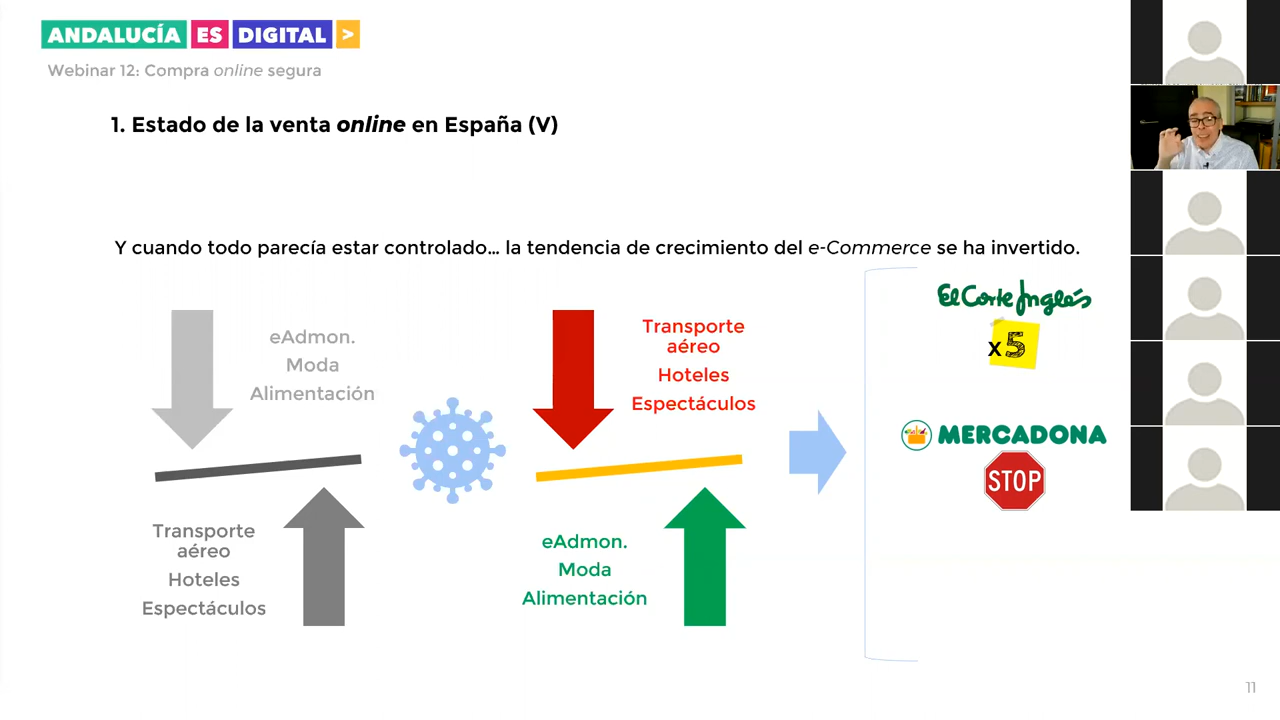 ANDALUCÍA ES DIGITAL >
Webinar 12: Compra online segura
1. Estado de la venta online en España (V)
Y cuando todo parecía estar controlado... la tendencia de crecimiento del e-Commerce se ha invertido.
eAdmon.
Moda
Alimentación
Transporte
aéreo
Hoteles
Espectáculos
Transporte
aéreo
Hoteles
Espectáculos
eAdmon.
Moda
Alimentación
El Corte Inglés
x5
MERCADONA
STOP
11